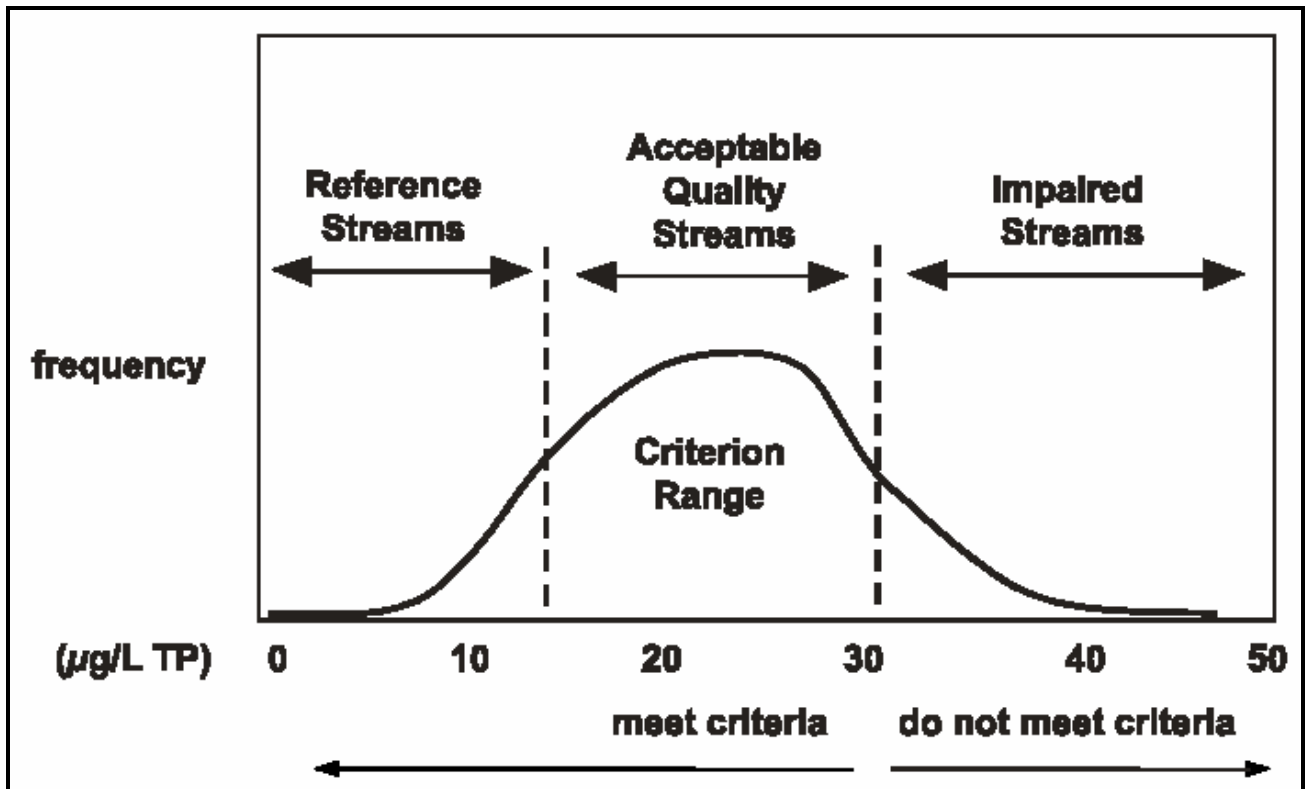 Reference
Streams
Acceptable
Quality
Streams
Impaired
Streams
frequency
Criterion
Range
(µg/L TP) 0 10 20 30 40 50
meet criteria do not meet criteria